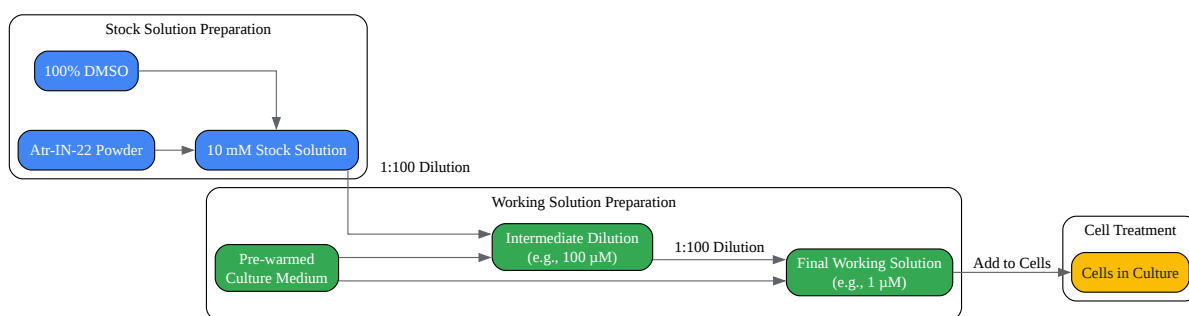 Stock Solution Preparation
100% DMSO
Atr-IN-22 Powder
10 mM Stock Solution
1:100 Dilution
Working Solution Preparation
Pre-warmed
Culture Medium
Intermediate Dilution
(e.g., 100 µM)
1:100 Dilution
Final Working Solution
(e.g., 1 µM)
Add to Cells
Cell Treatment
Cells in Culture